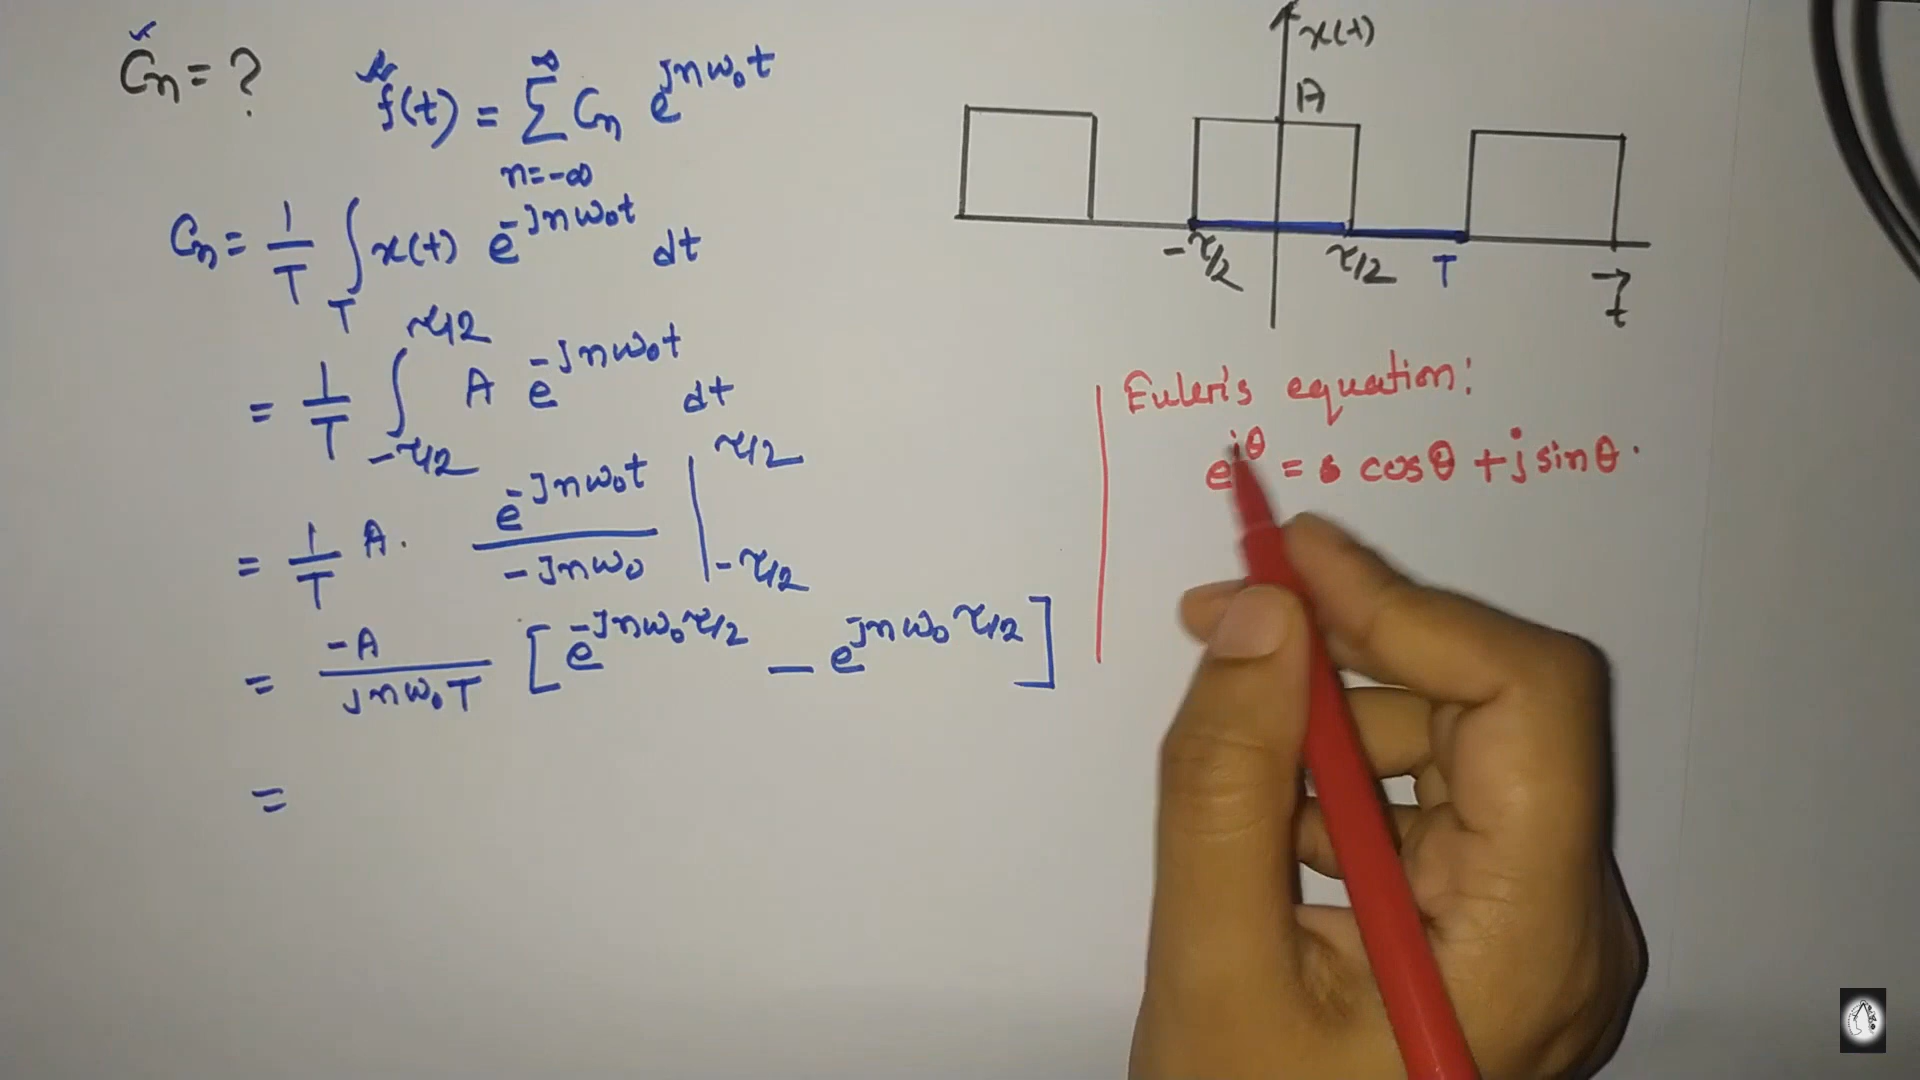 Cn = ?
f(t) = ∑ Cn e^jnω₀t
∞
n=-∞
Cn = 1/T ∫T x(t) e^-jnω₀t dt
= 1/T ∫-τ/2^τ/2 A e^-jnω₀t dt
= 1/T A. e^-jnω₀t / -jnω₀ |-τ/2^τ/2
= -A / jnω₀T [e^-jnω₀τ/2 - e^jnω₀τ/2]
=
x(t)
A
-τ/2 τ/2 T → t
Euler's equation:
e^jθ = cosθ + j sinθ.